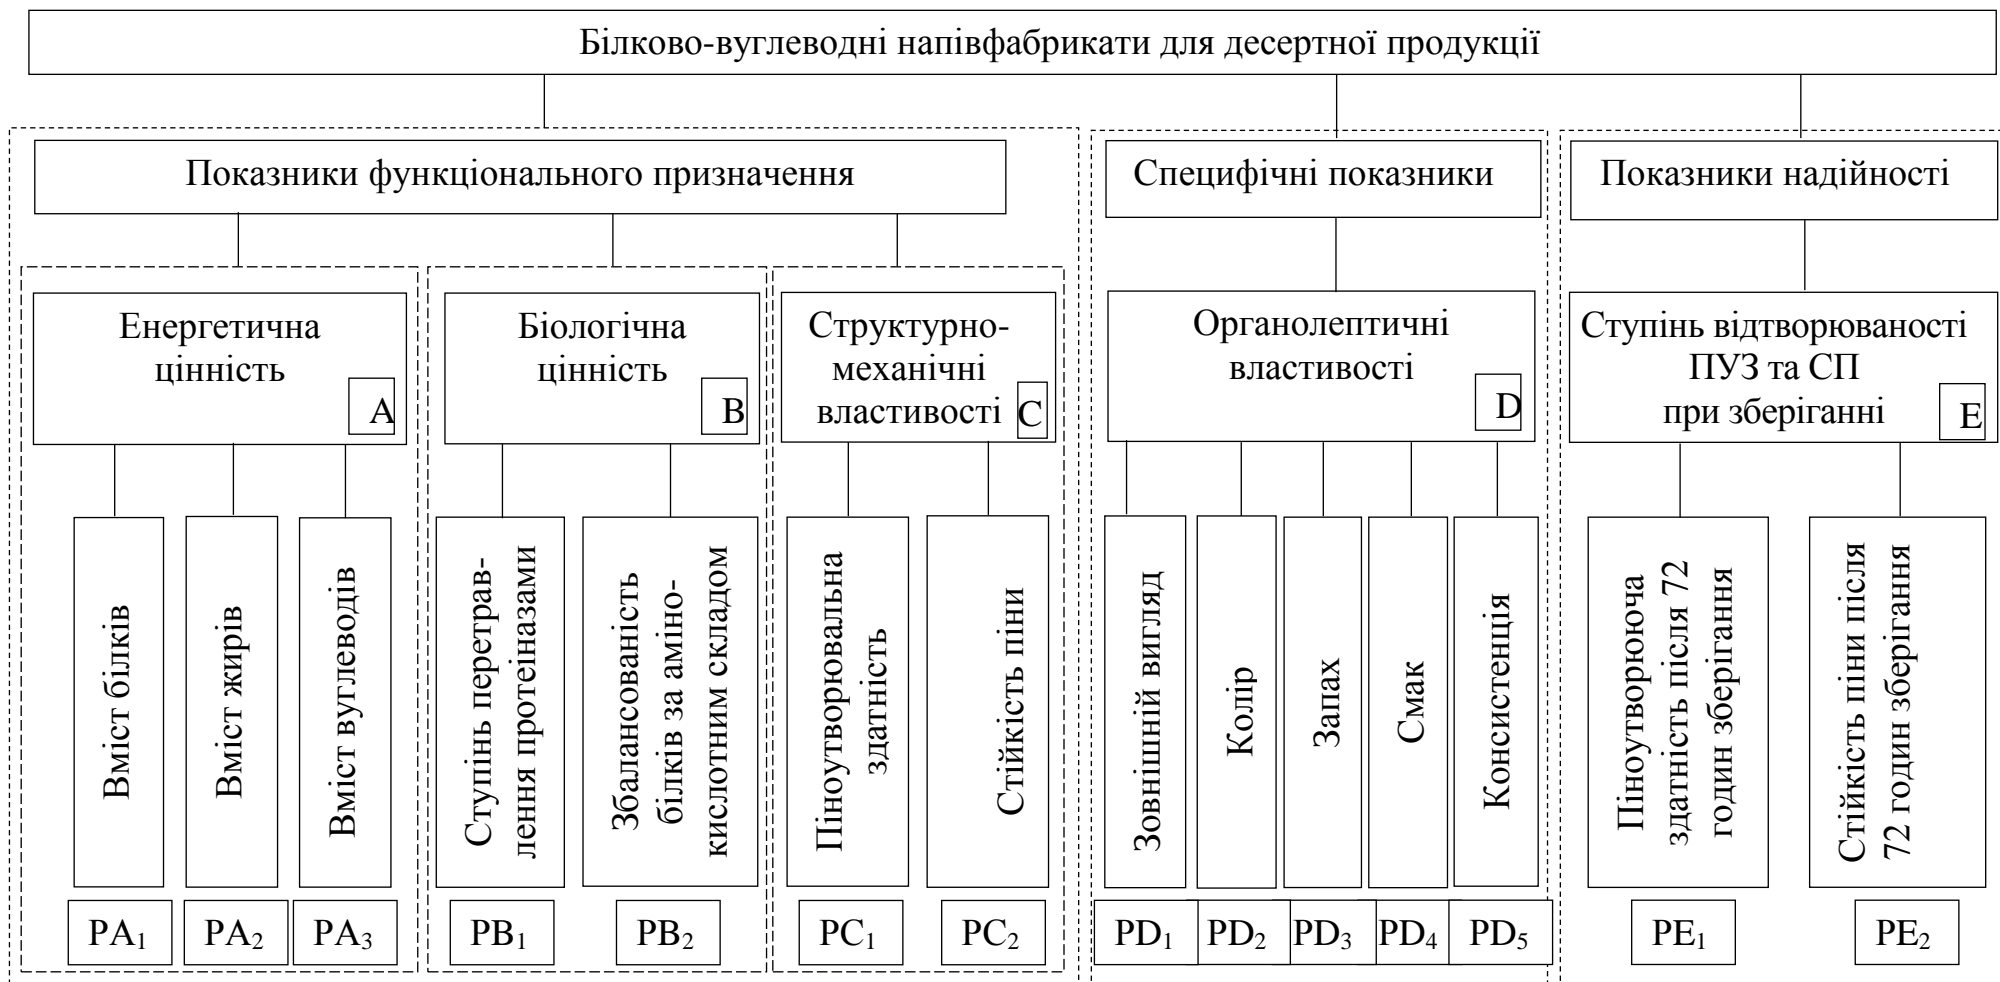 Білково-вуглеводні напівфабрикати для десертної продукції
Показники функціонального призначення
Специфічні показники
Показники надійності
Енергетична
цінність
A
Біологічна
цінність
B
Структурно-
механічні
властивості
C
Органолептичні
властивості
D
Ступінь відтворюваності
ПУЗ та СП
при зберіганні
E
Вміст білків
Вміст жирів
Вміст вуглеводів
Ступінь перетрав-
лення протеіназами
Збалансованість
білків за аміно-
кислотним складом
Піноутворювальна
здатність
Стійкість піни
Зовнішній вигляд
Колір
Запах
Смак
Консистенція
Піноутворююча
здатність після 72
годин зберігання
Стійкість піни після
72 годин зберігання
PA₁
PA₂
PA₃
PB₁
PB₂
PC₁
PC₂
PD₁
PD₂
PD₃
PD₄
PD₅
PE₁
PE₂